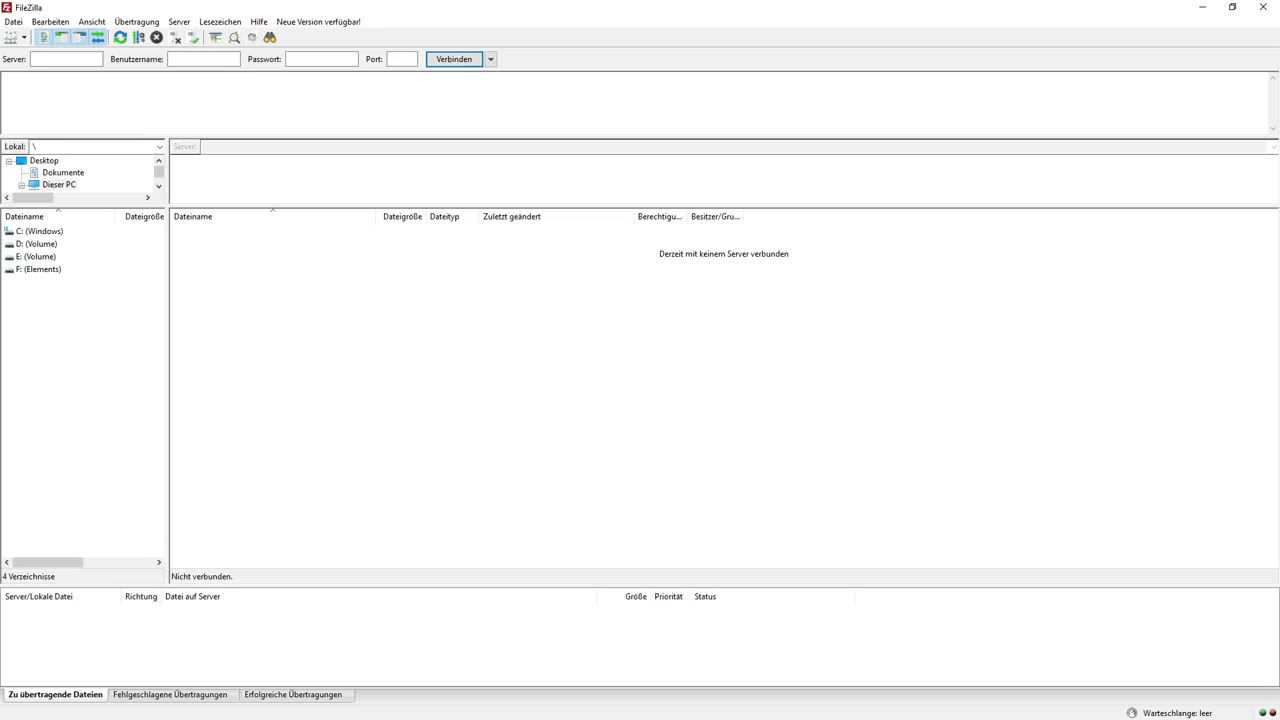 FileZilla
Datei Bearbeiten Ansicht Übertragung Server Lesezeichen Hilfe Neue Version verfügbar!
Server: Benutzername: Passwort: Port: Verbinden
Lokal: \ Server:
Desktop
Dokumente
Dieser PC
Dateiname Dateigröße Dateiname Dateigröße Dateityp Zuletzt geändert Berechtigu... Besitzer/Gru...
C: (Windows)
D: (Volume)
E: (Volume)
F: (Elements)
Derzeit mit keinem Server verbunden
4 Verzeichnisse Nicht verbunden.
Server/Lokale Datei Richtung Datei auf Server Größe Priorität Status
Zu übertragende Dateien Fehlgeschlagene Übertragungen Erfolgreiche Übertragungen
Warteschlange: leer